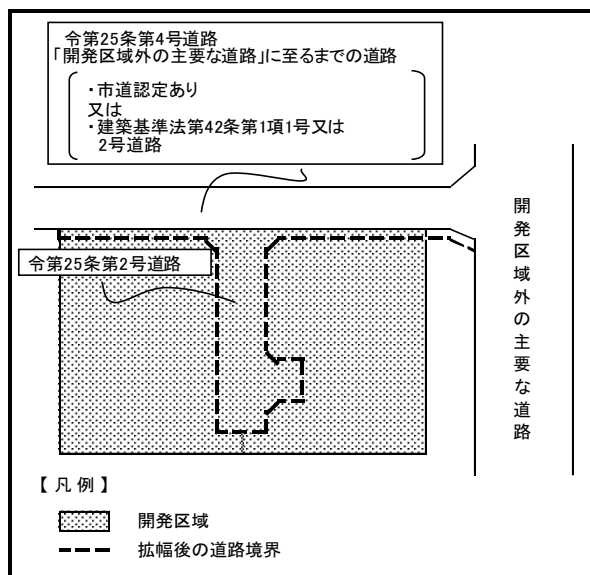 令第25条第4号道路
「開発区域外の主要な道路」に至るまでの道路
・市道認定あり
又は
・建築基準法第42条第1項1号又は
2号道路
令第25条第2号道路
開発区域外の主要な道路
【凡例】
開発区域
拡幅後の道路境界